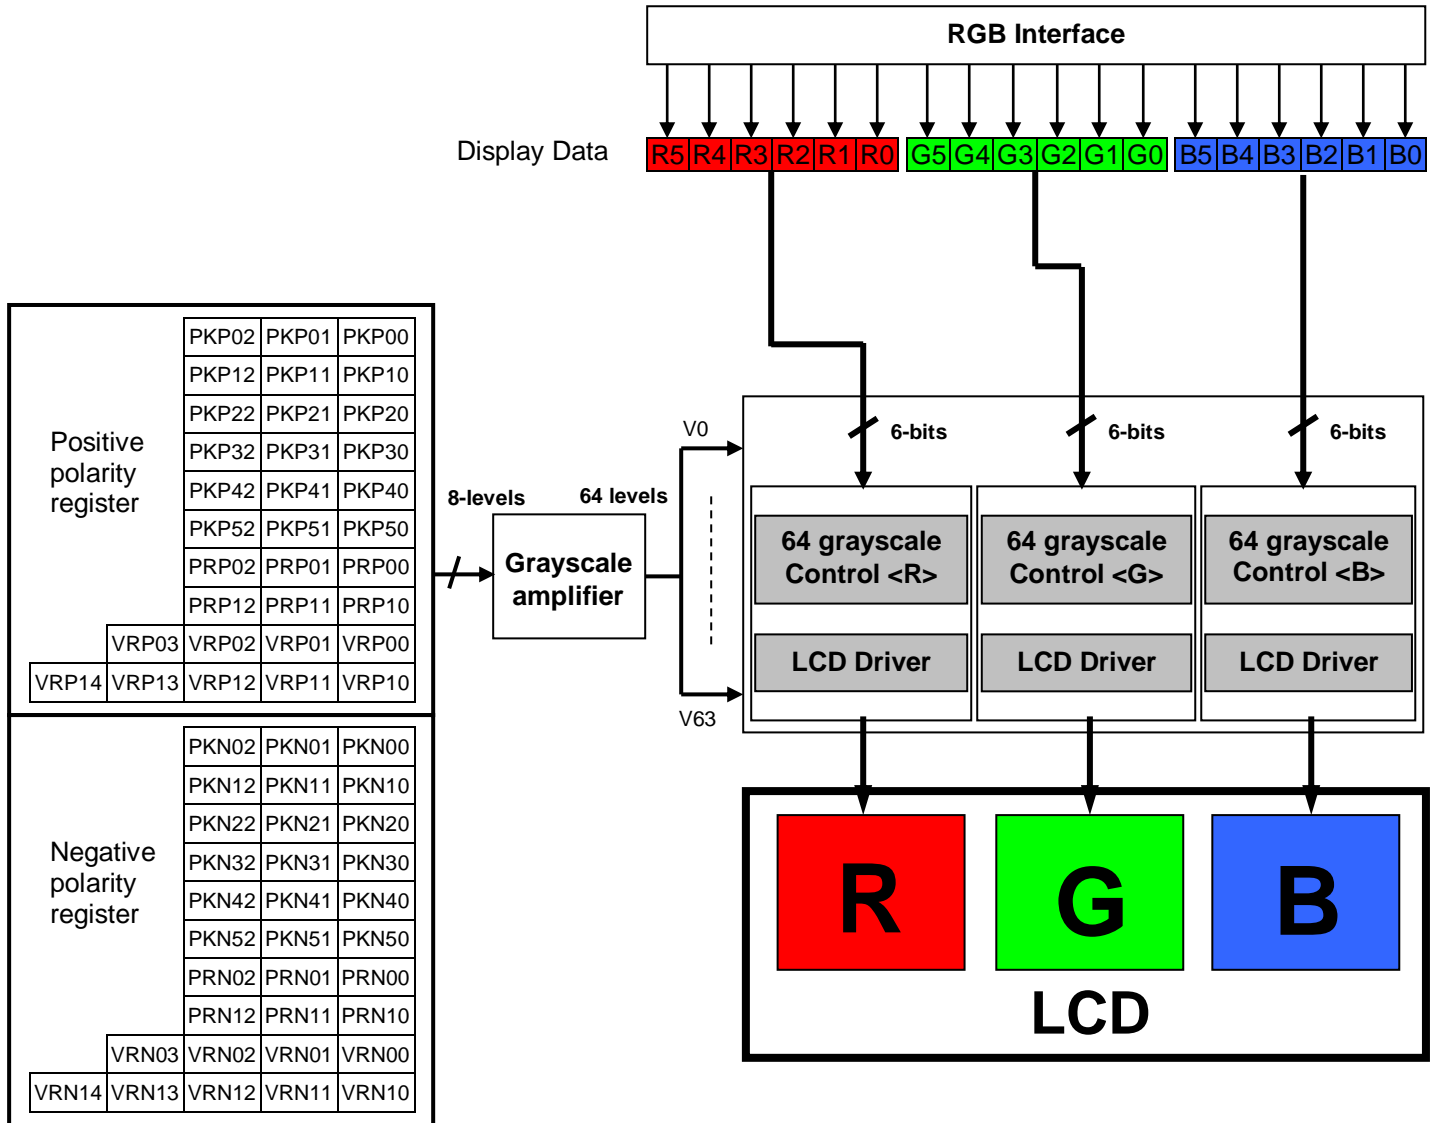 RGB Interface
Display Data
R5 R4 R3 R2 R1 R0 G5 G4 G3 G2 G1 G0 B5 B4 B3 B2 B1 B0
Positive
polarity
register
PKP02 PKP01 PKP00
PKP12 PKP11 PKP10
PKP22 PKP21 PKP20
PKP32 PKP31 PKP30
PKP42 PKP41 PKP40
PKP52 PKP51 PKP50
PRP02 PRP01 PRP00
PRP12 PRP11 PRP10
VRP03 VRP02 VRP01 VRP00
VRP14 VRP13 VRP12 VRP11 VRP10
Negative
polarity
register
PKN02 PKN01 PKN00
PKN12 PKN11 PKN10
PKN22 PKN21 PKN20
PKN32 PKN31 PKN30
PKN42 PKN41 PKN40
PKN52 PKN51 PKN50
PRN02 PRN01 PRN00
PRN12 PRN11 PRN10
VRN03 VRN02 VRN01 VRN00
VRN14 VRN13 VRN12 VRN11 VRN10
8-levels
Grayscale
amplifier
64 levels
V0
V63
6-bits
6-bits
6-bits
64 grayscale
Control <R>
LCD Driver
64 grayscale
Control <G>
LCD Driver
64 grayscale
Control <B>
LCD Driver
R
G
B
LCD